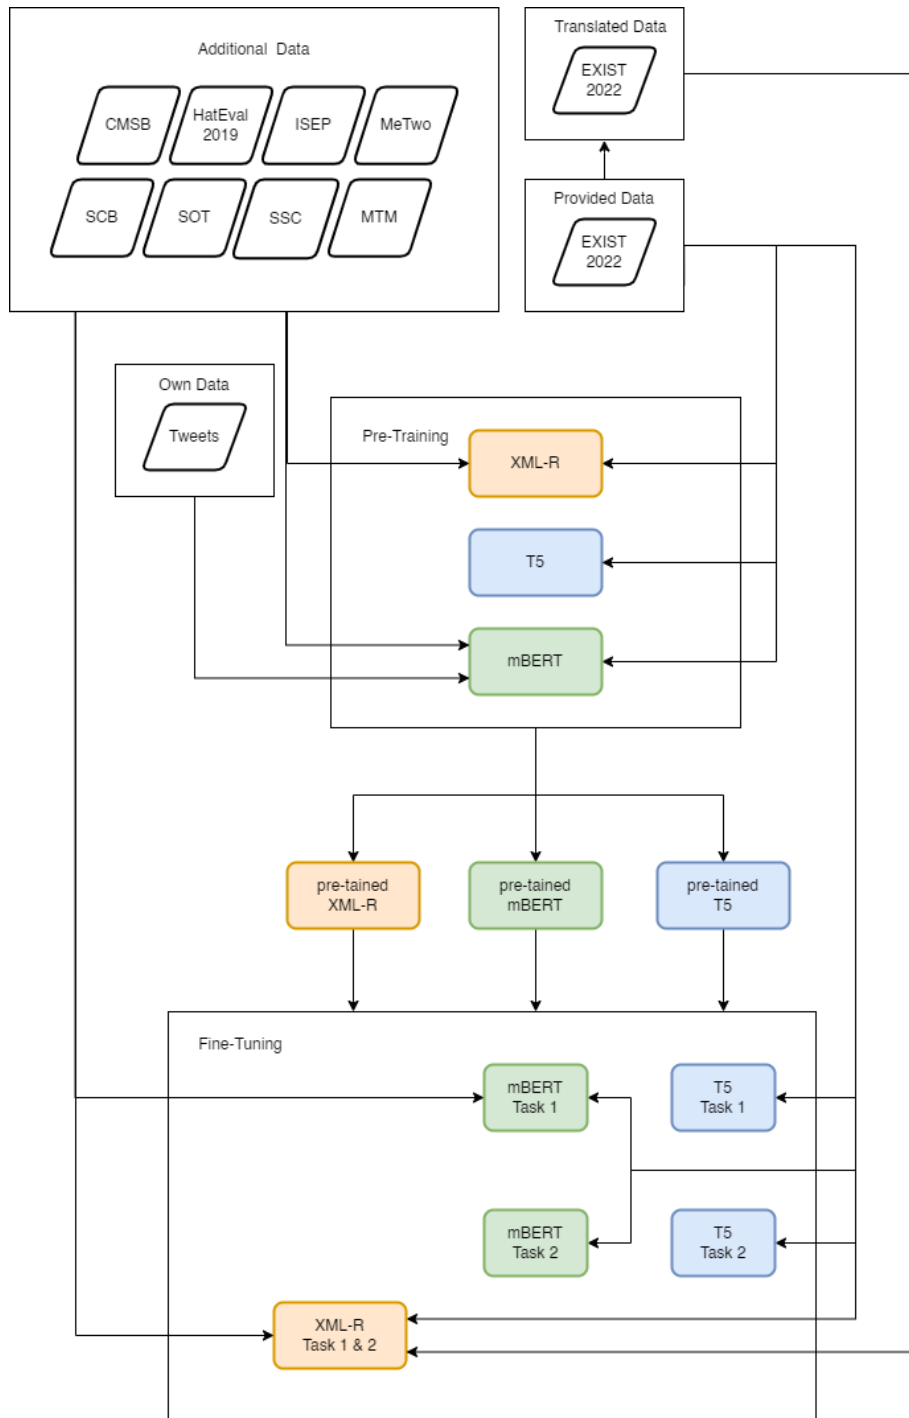 Additional Data
CMSB
HatEval
2019
ISEP
MeTwo
SCB
SOT
SSC
MTM
Translated Data
EXIST
2022
Provided Data
EXIST
2022
Own Data
Tweets
Pre-Training
XML-R
T5
mBERT
pre-tained
XML-R
pre-tained
mBERT
pre-tained
T5
Fine-Tuning
mBERT
Task 1
T5
Task 1
mBERT
Task 2
T5
Task 2
XML-R
Task 1 & 2